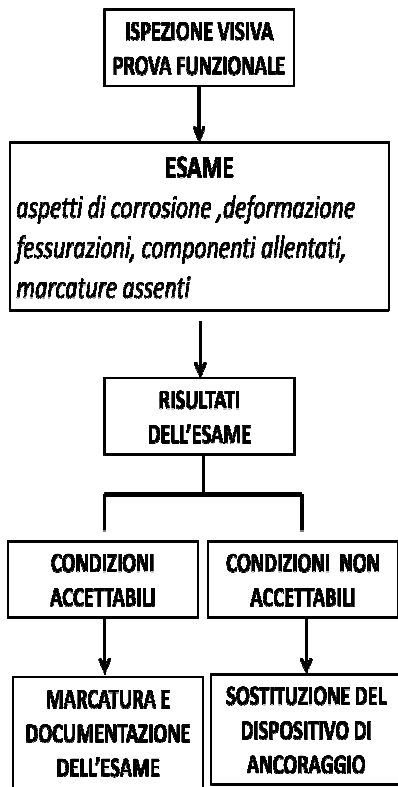 ISPEZIONE VISIVA
PROVA FUNZIONALE
ESAME
aspetti di corrosione ,deformazione
fessurazioni, componenti allentati,
marcature assenti
RISULTATI
DELL'ESAME
CONDIZIONI
ACCETTABILI
CONDIZIONI NON
ACCETTABILI
MARCATURA E
DOCUMENTAZIONE
DELL'ESAME
SOSTITUZIONE DEL
DISPOSITIVO DI
ANCORAGGIO